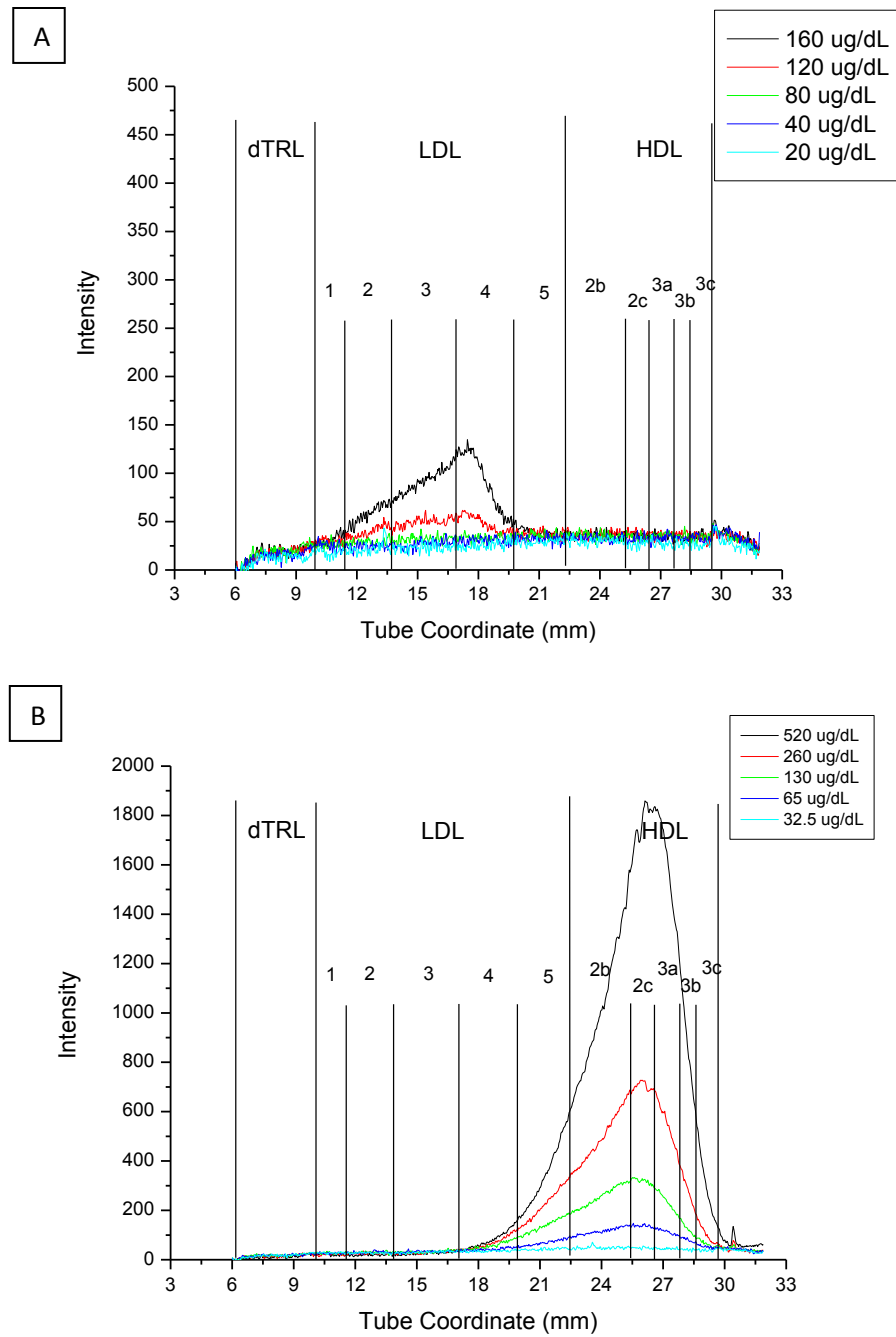 A
160 ug/dL
120 ug/dL
80 ug/dL
40 ug/dL
20 ug/dL
500
450
400
350
300
250
200
150
100
50
0
dTRL LDL HDL
1 2 3 4 5 2b 2c 3a 3b 3c
Intensity
3 6 9 12 15 18 21 24 27 30 33
Tube Coordinate (mm)
B
520 ug/dL
260 ug/dL
130 ug/dL
65 ug/dL
32.5 ug/dL
2000
1800
1600
1400
1200
1000
800
600
400
200
0
dTRL LDL HDL
1 2 3 4 5 2b 2c 3a 3b 3c
Intensity
3 6 9 12 15 18 21 24 27 30 33
Tube Coordinate (mm)